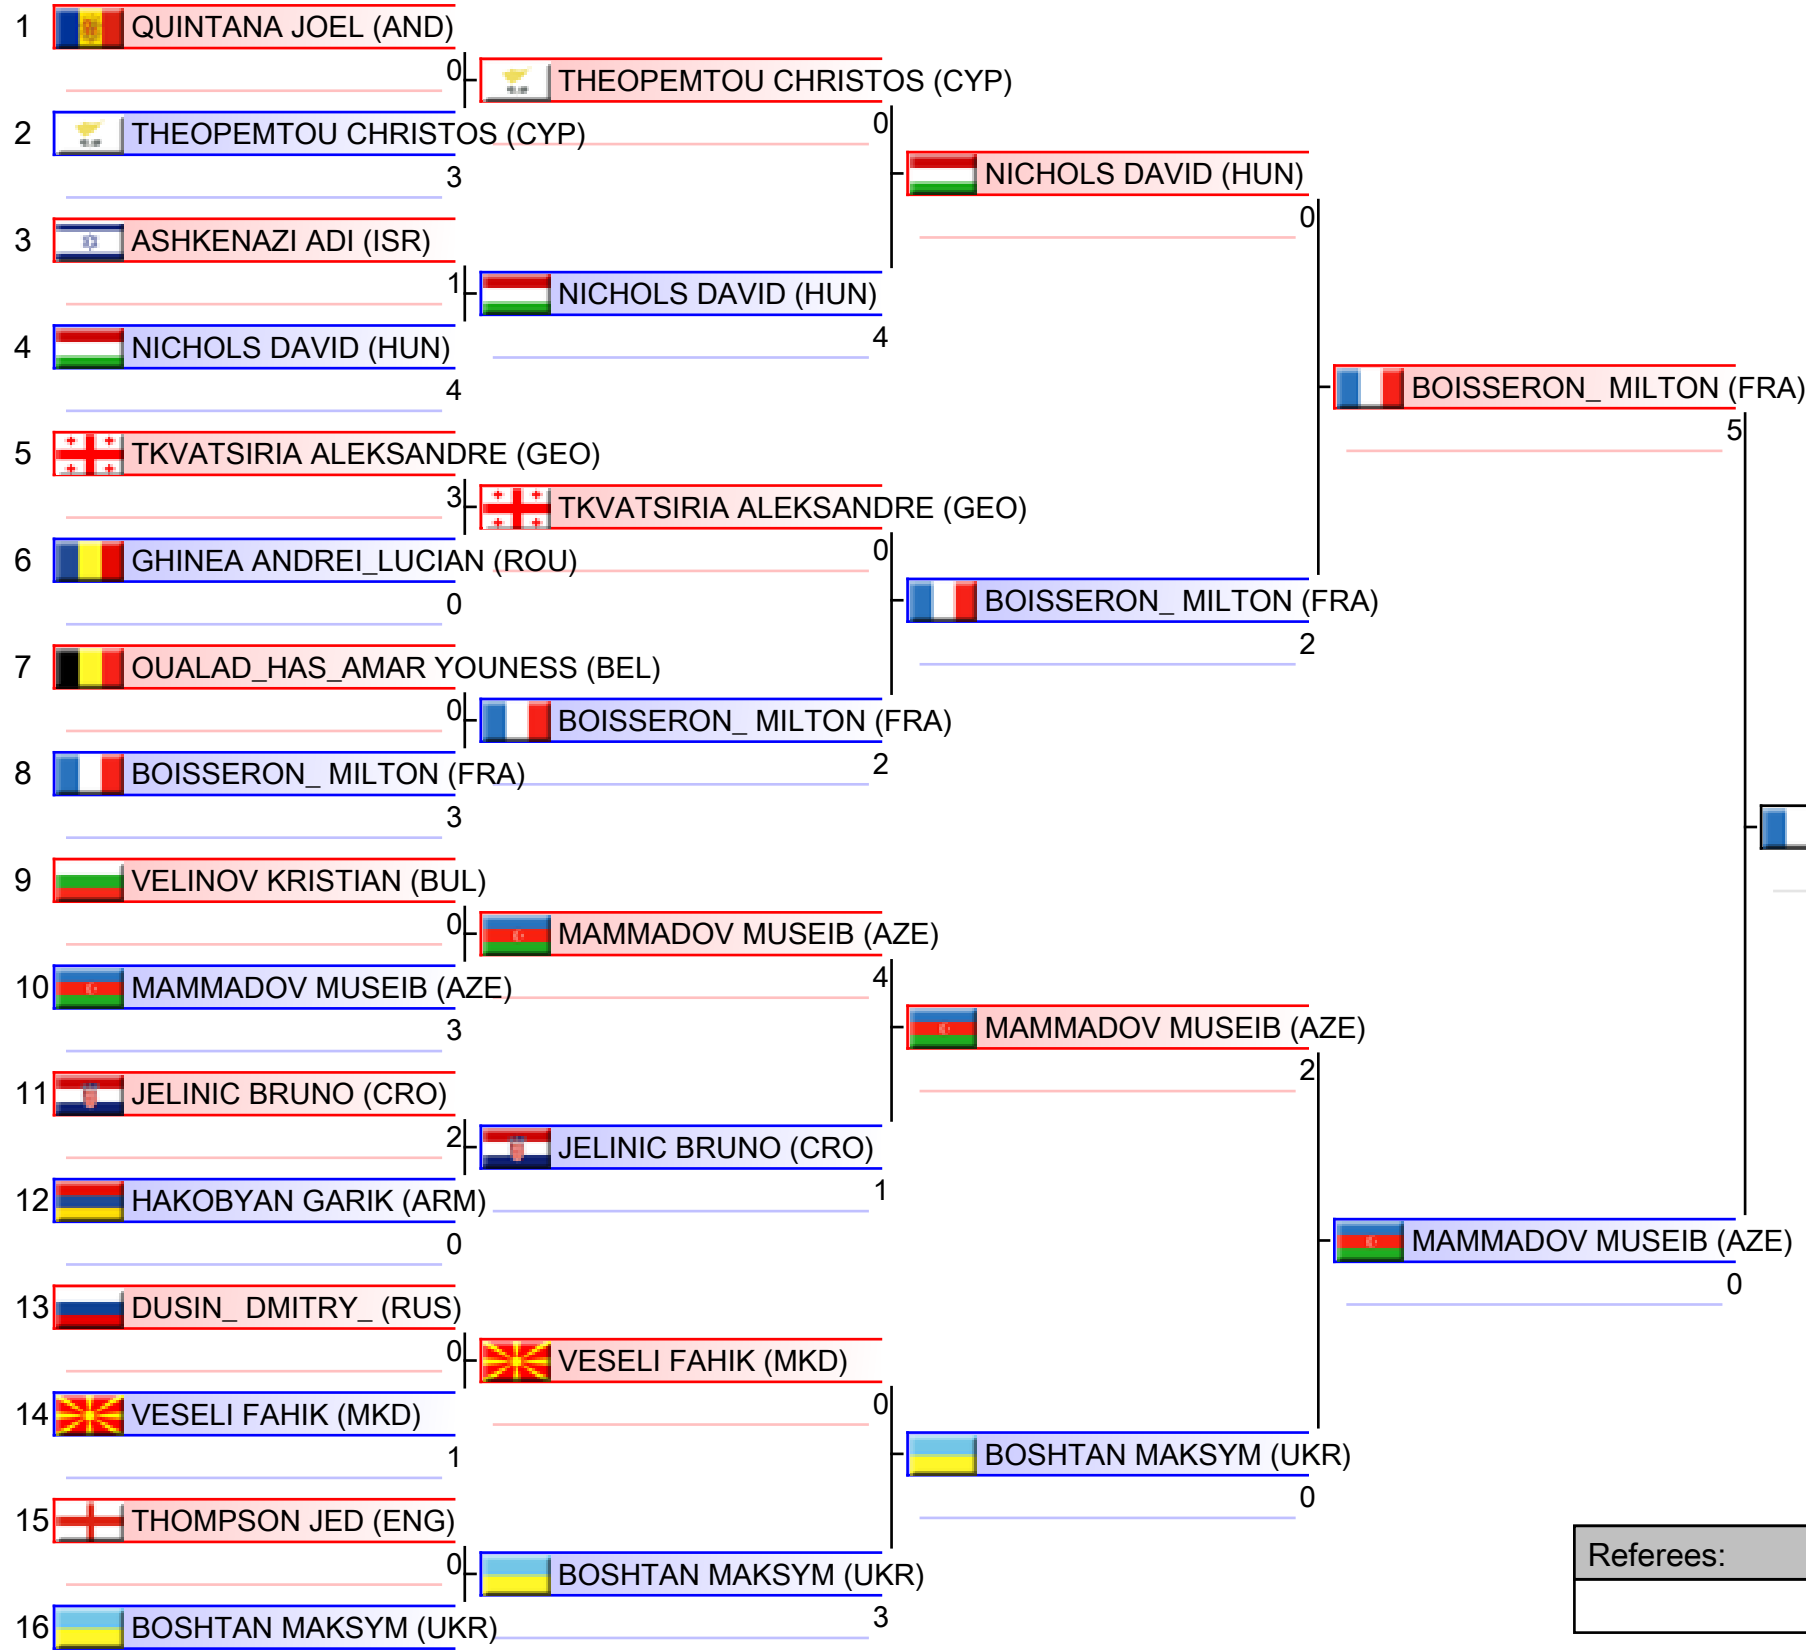 1 QUINTANA JOEL (AND)
0
THEOPEMTOU CHRISTOS (CYP)
0
2 THEOPEMTOU CHRISTOS (CYP)
3
NICHOLS DAVID (HUN)
0
3 ASHKENAZI ADI (ISR)
1
NICHOLS DAVID (HUN)
4
4 NICHOLS DAVID (HUN)
4
BOISSERON_ MILTON (FRA)
5
5 TKVATSIRIA ALEKSANDRE (GEO)
3
TKVATSIRIA ALEKSANDRE (GEO)
0
6 GHINEA ANDREI_LUCIAN (ROU)
0
BOISSERON_ MILTON (FRA)
2
7 OUALAD_HAS_AMAR YOUNESS (BEL)
0
BOISSERON_ MILTON (FRA)
2
8 BOISSERON_ MILTON (FRA)
3
9 VELINOV KRISTIAN (BUL)
0
MAMMADOV MUSEIB (AZE)
4
10 MAMMADOV MUSEIB (AZE)
3
MAMMADOV MUSEIB (AZE)
2
11 JELINIC BRUNO (CRO)
2
JELINIC BRUNO (CRO)
1
12 HAKOBYAN GARIK (ARM)
0
MAMMADOV MUSEIB (AZE)
0
13 DUSIN_ DMITRY_ (RUS)
0
VESELI FAHIK (MKD)
0
14 VESELI FAHIK (MKD)
1
BOSHTAN MAKSYM (UKR)
0
15 THOMPSON JED (ENG)
0
BOSHTAN MAKSYM (UKR)
3
16 BOSHTAN MAKSYM (UKR)
Referees: